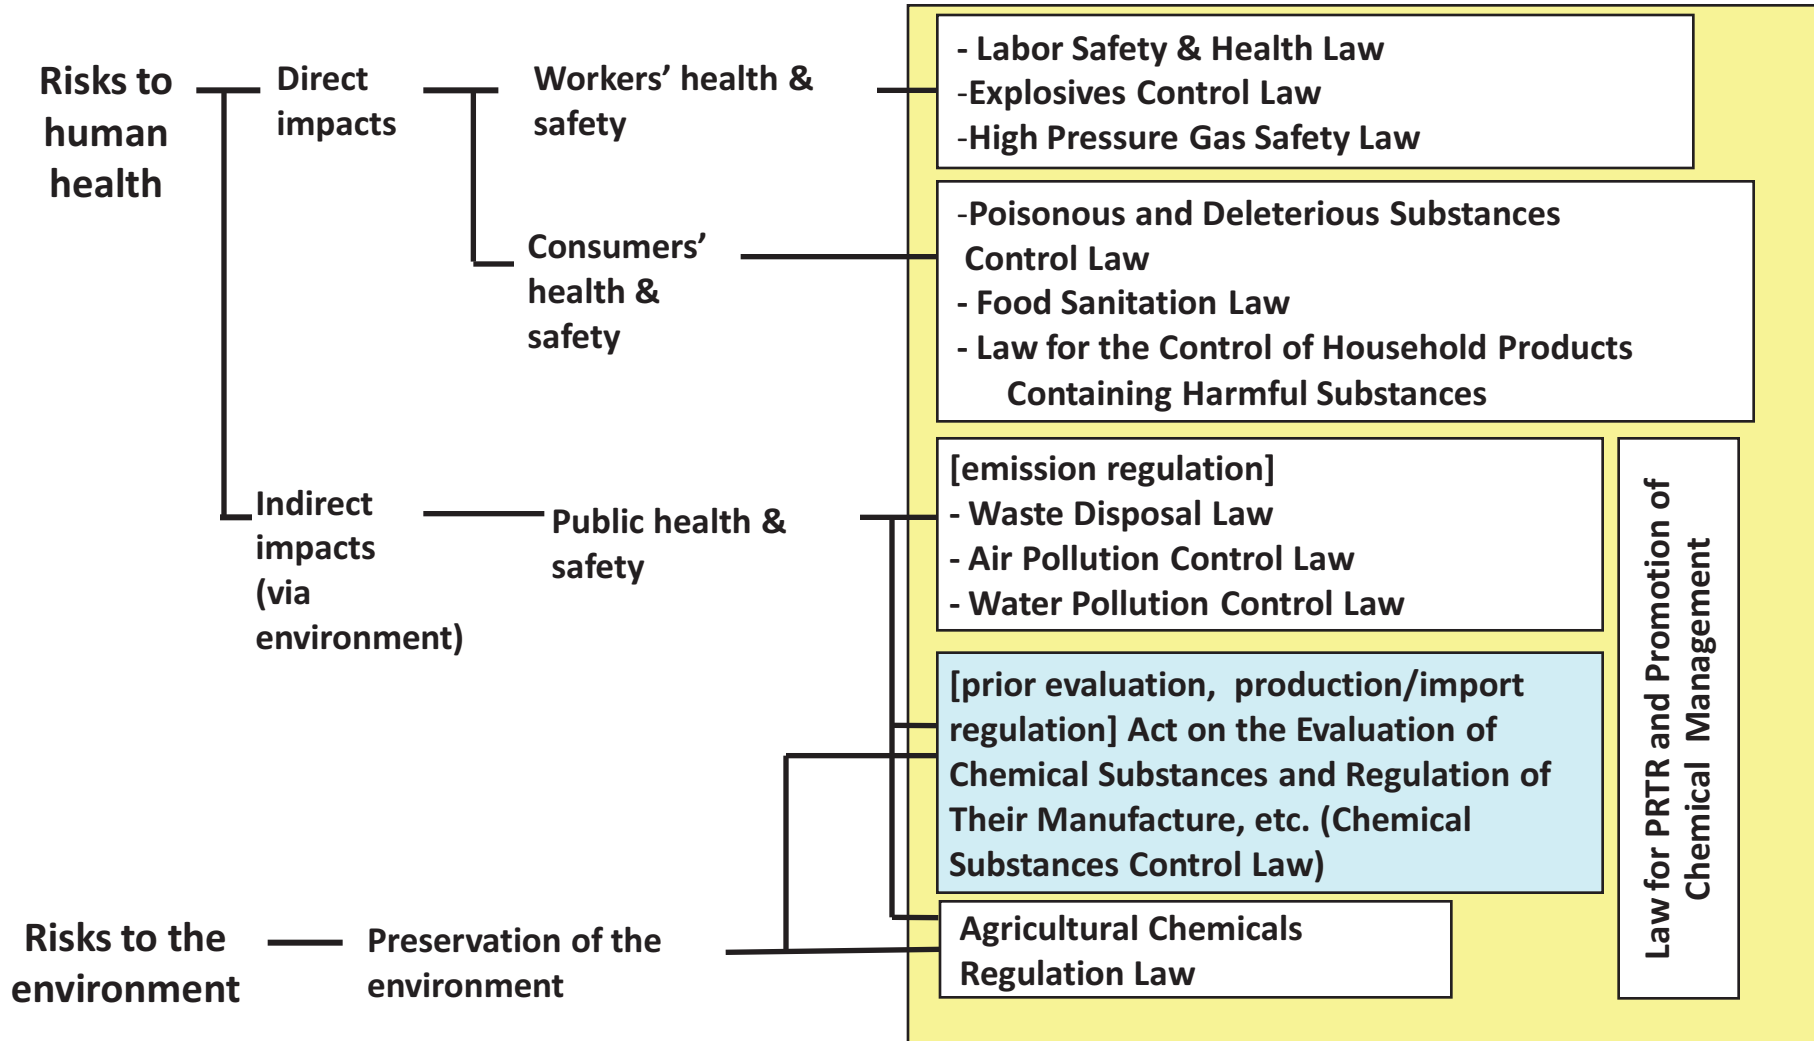 Risks to
human
health
Direct
impacts
Workers’ health &
safety
- Labor Safety & Health Law
-Explosives Control Law
-High Pressure Gas Safety Law
Consumers’
health &
safety
-Poisonous and Deleterious Substances
Control Law
- Food Sanitation Law
- Law for the Control of Household Products
Containing Harmful Substances
Indirect
impacts
(via
environment)
Public health &
safety
[emission regulation]
- Waste Disposal Law
- Air Pollution Control Law
- Water Pollution Control Law
[prior evaluation, production/import
regulation] Act on the Evaluation of
Chemical Substances and Regulation of
Their Manufacture, etc. (Chemical
Substances Control Law)
Law for PRTR and Promotion of
Chemical Management
Risks to the
environment
Preservation of the
environment
Agricultural Chemicals
Regulation Law